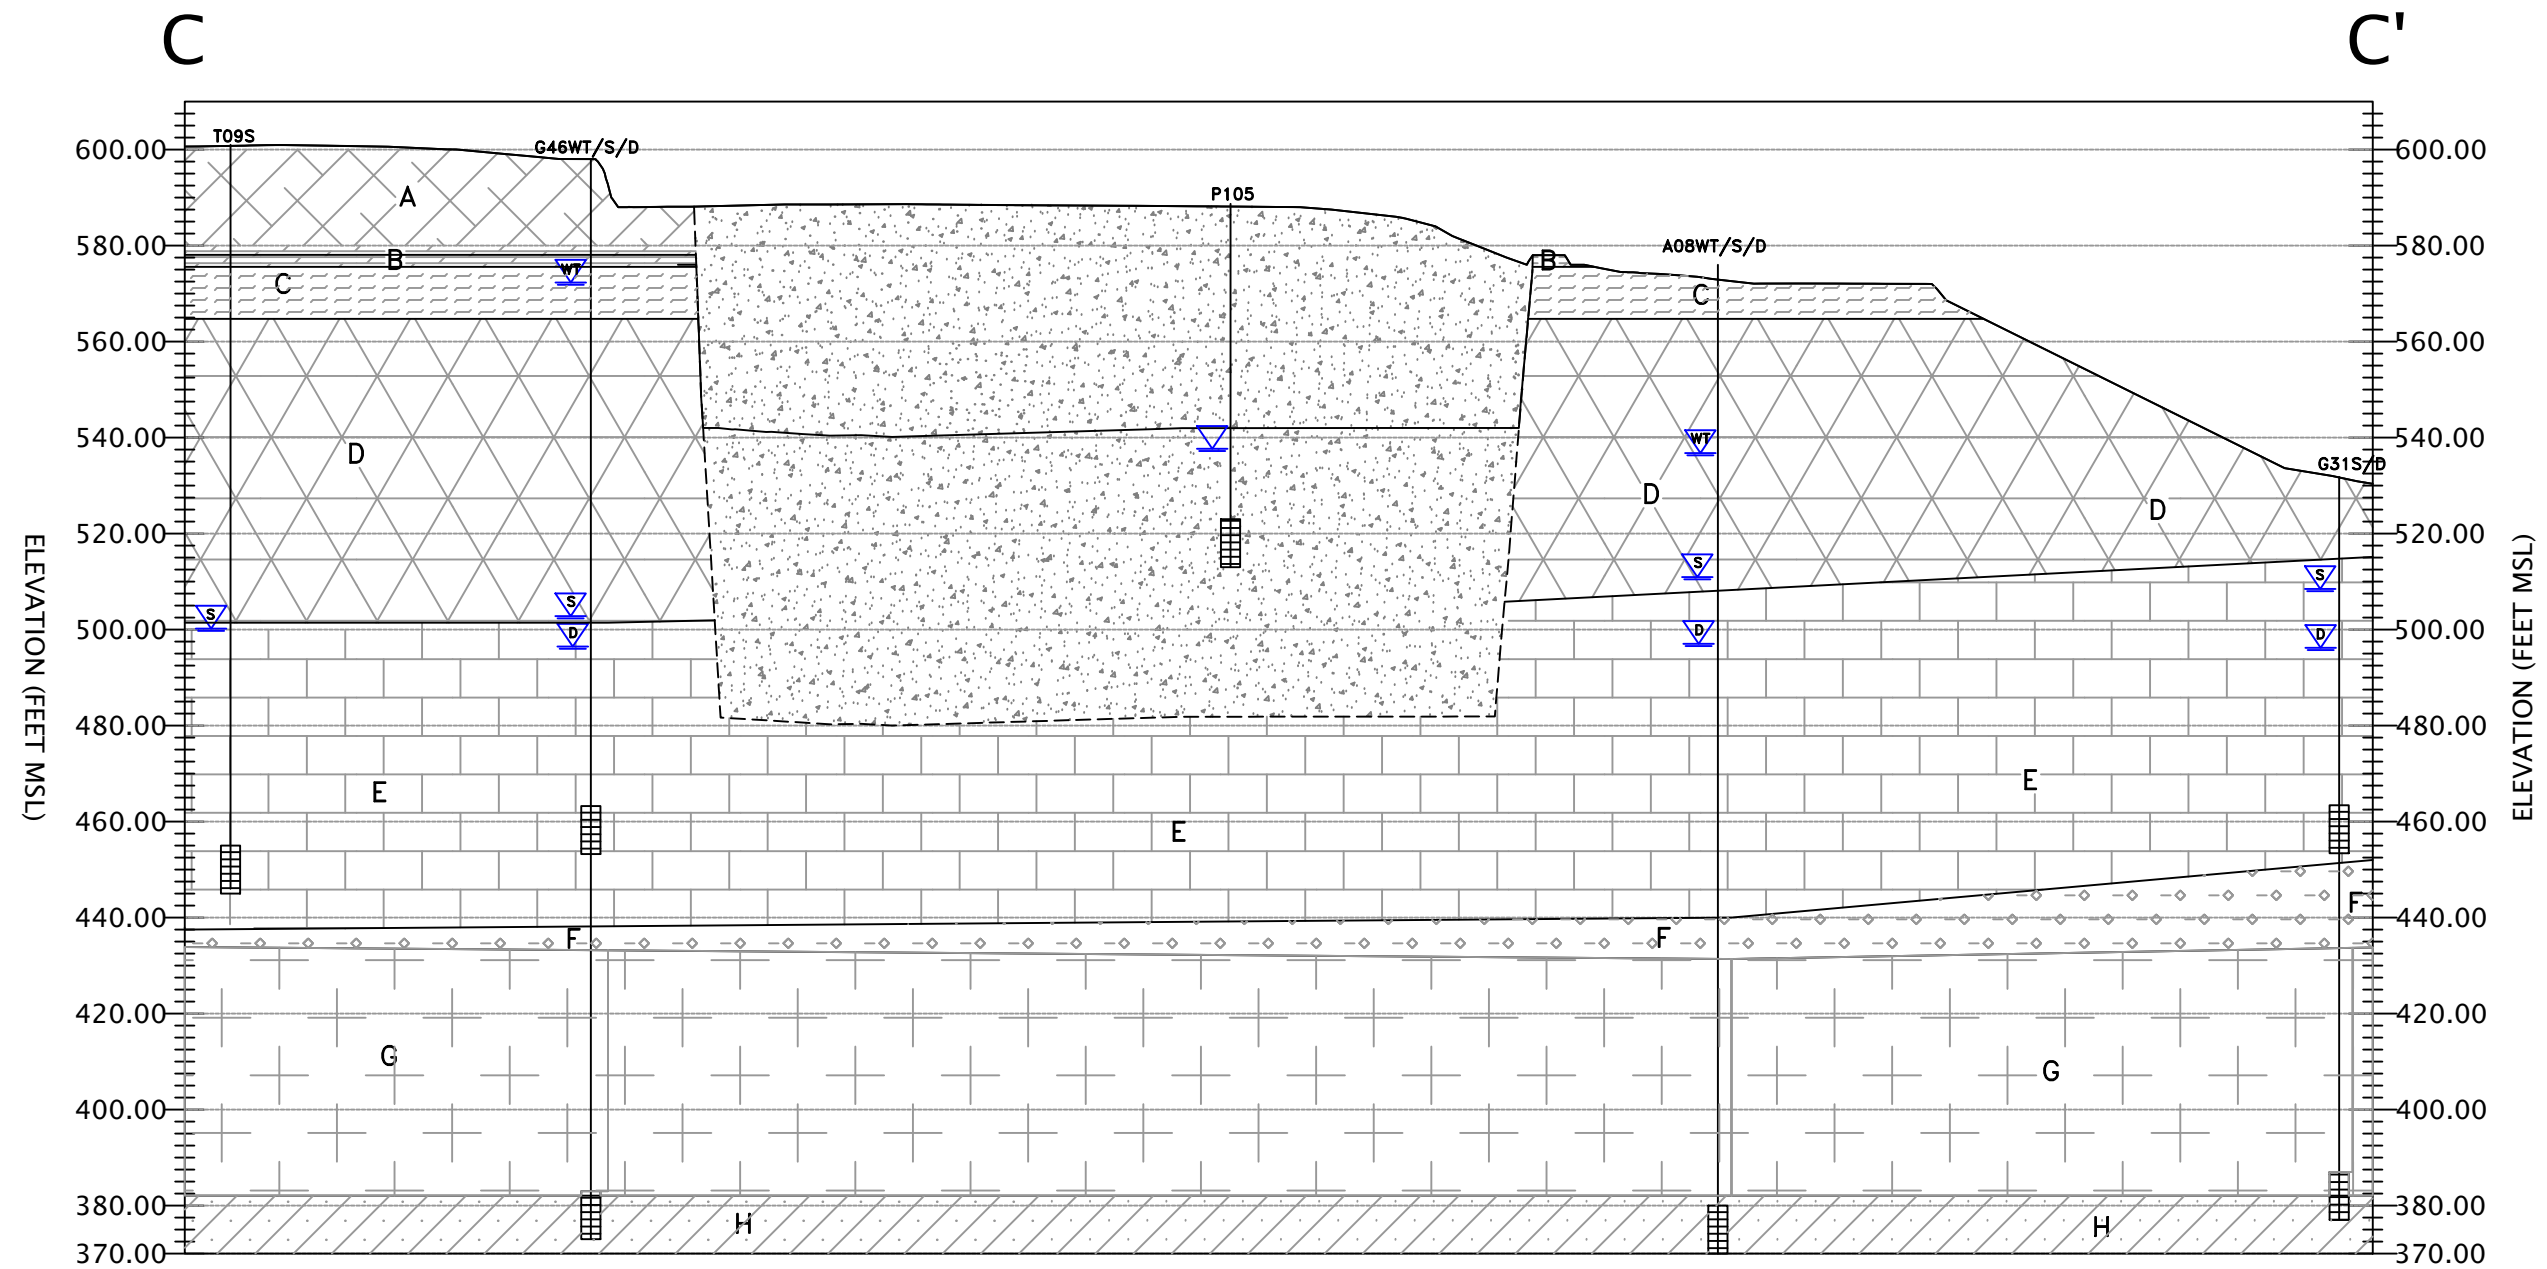 C C'
T09S
G46WT/S/D
600.00 600.00
A
P105
580.00 580.00
A08WT/S/D
B B
WT
C C
560.00 560.00
540.00 540.00
WT
D
G31S/D
D
D
520.00 520.00
S
S
S S
500.00 500.00
D D D
ELEVATION (FEET MSL) ELEVATION (FEET MSL)
480.00 480.00
E
E
460.00 460.00
E
440.00 440.00
F
F F
420.00 420.00
G
G
400.00 400.00
380.00 380.00
H H
370.00 370.00